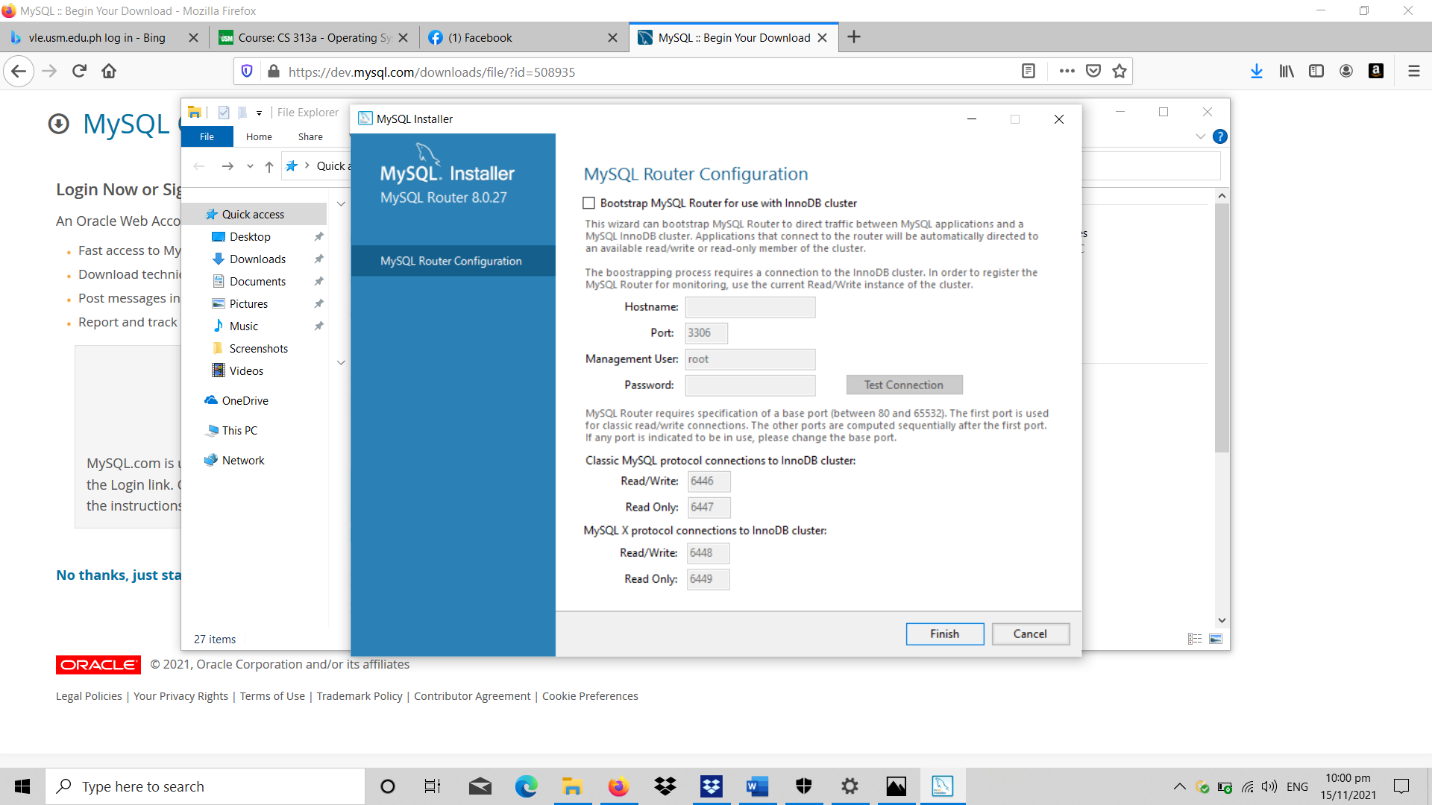 MySQL :: Begin Your Download - Mozilla Firefox
vle.usm.edu.ph log in - Bing
Course: CS 313a - Operating Sy
(1) Facebook
MySQL :: Begin Your Download
https://dev.mysql.com/downloads/file/?id=508935
MySQL
Login Now or Sig
An Oracle Web Acco
Fast access to My
Download technic
Post messages in
Report and track
MySQL.com is u
the Login link.
the instructions
No thanks, just sta
ORACLE
© 2021, Oracle Corporation and/or its affiliates
Legal Policies | Your Privacy Rights | Terms of Use | Trademark Policy | Contributor Agreement | Cookie Preferences
File Explorer
File
Home
Share
Quick a
Quick access
Desktop
Downloads
Documents
Pictures
Music
Screenshots
Videos
OneDrive
This PC
Network
27 items
MySQL Installer
MySQL. Installer
MySQL Router 8.0.27
MySQL Router Configuration
MySQL Router Configuration
Bootstrap MySQL Router for use with InnoDB cluster
This wizard can bootstrap MySQL Router to direct traffic between MySQL applications and a
MySQL InnoDB cluster. Applications that connect to the router will be automatically directed to
an available read/write or read-only member of the cluster.
The boostrapping process requires a connection to the InnoDB cluster. In order to register the
MySQL Router for monitoring, use the current Read/Write instance of the cluster.
Hostname:
Port: 3306
Management User: root
Password:
Test Connection
MySQL Router requires specification of a base port (between 80 and 65532). The first port is used
for classic read/write connections. The other ports are computed sequentially after the first port.
If any port is indicated to be in use, please change the base port.
Classic MySQL protocol connections to InnoDB cluster:
Read/Write: 6446
Read Only: 6447
MySQL X protocol connections to InnoDB cluster:
Read/Write: 6448
Read Only: 6449
Finish
Cancel
Type here to search
ENG
10:00 pm
15/11/2021